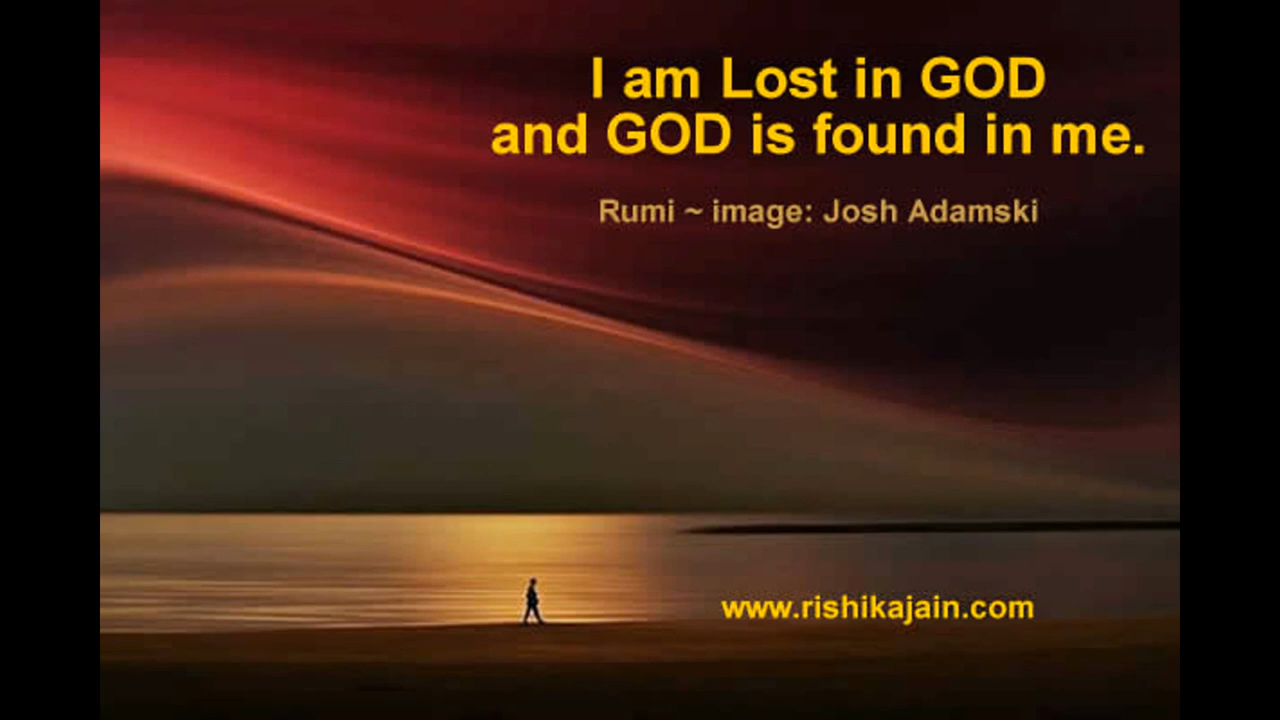 I am Lost in GOD
and GOD is found in me.
Rumi ~ image: Josh Adamski
www.rishikajain.com